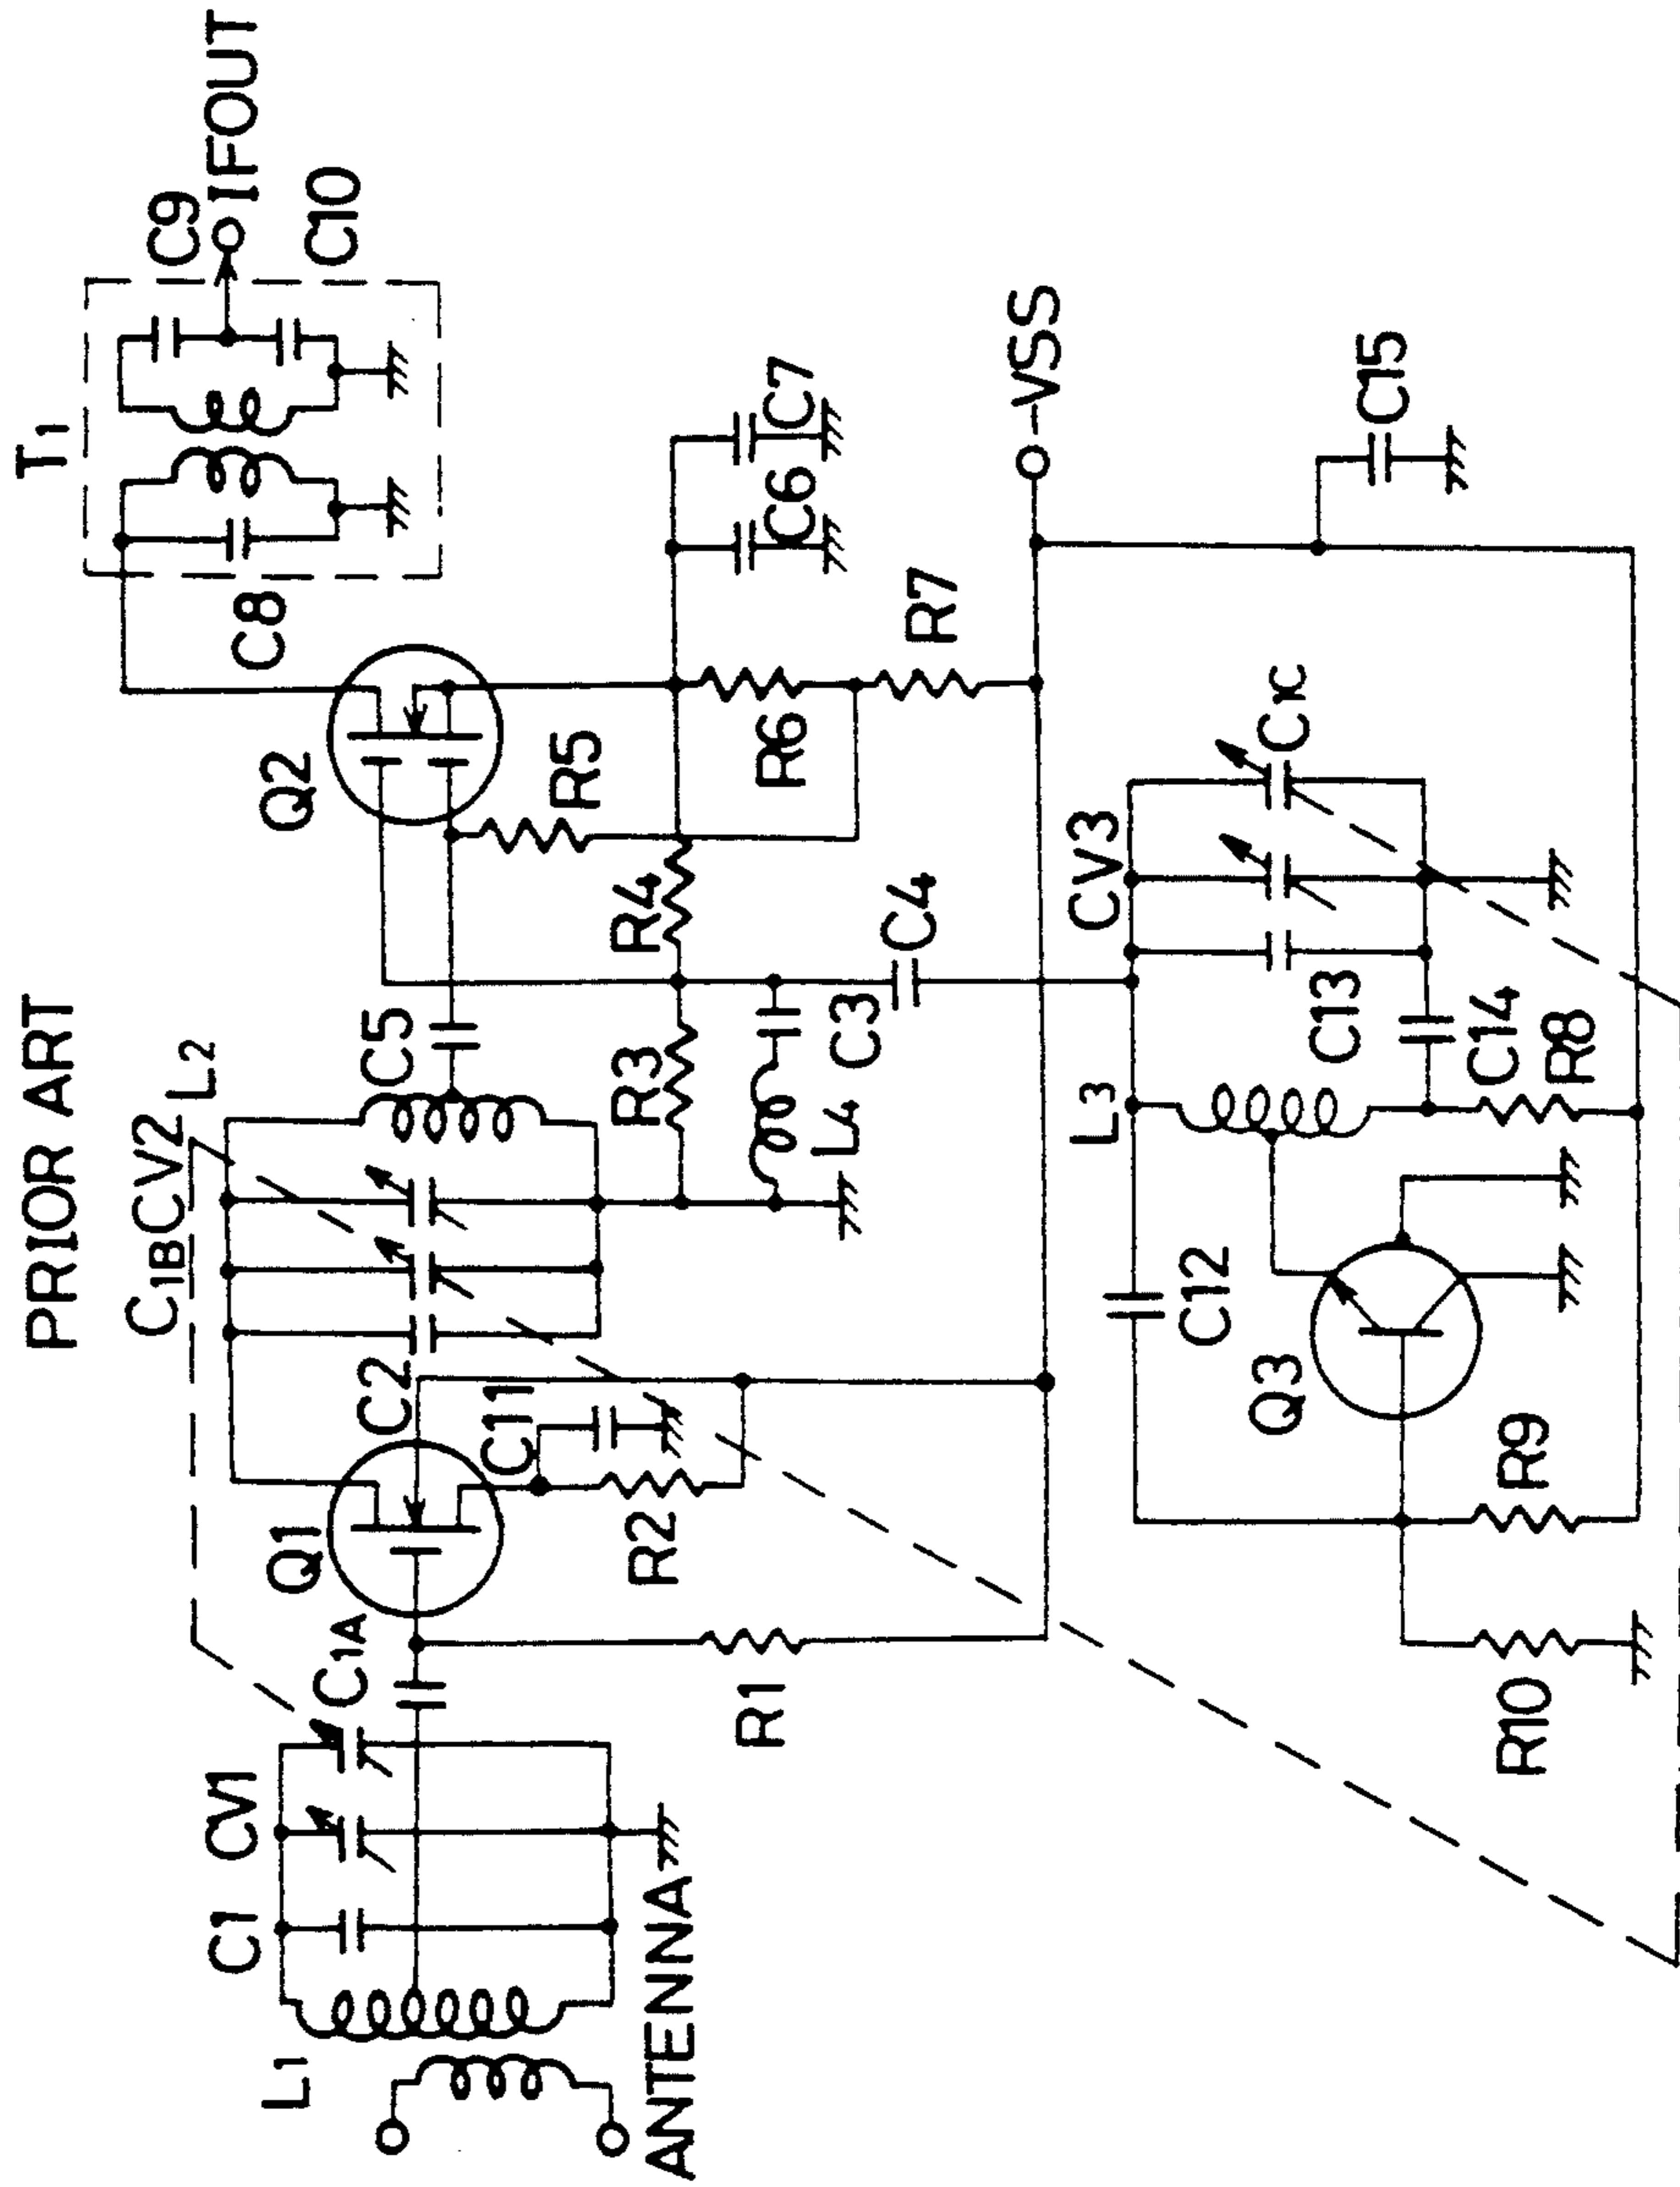 PRIOR ART
T1
C9
IFOUT
C10
C8
C1B
CV2
L2
C5
Q2
R5
C7
C6
R7
R6
R4
R3
L4
C3
C4
-VSS
C15
Q1
C2
C11
R2
L1
C1
CV1
C1A
ANTENNA
R1
L3
CV3
C1C
C13
C14
R8
C12
Q3
R9
R10